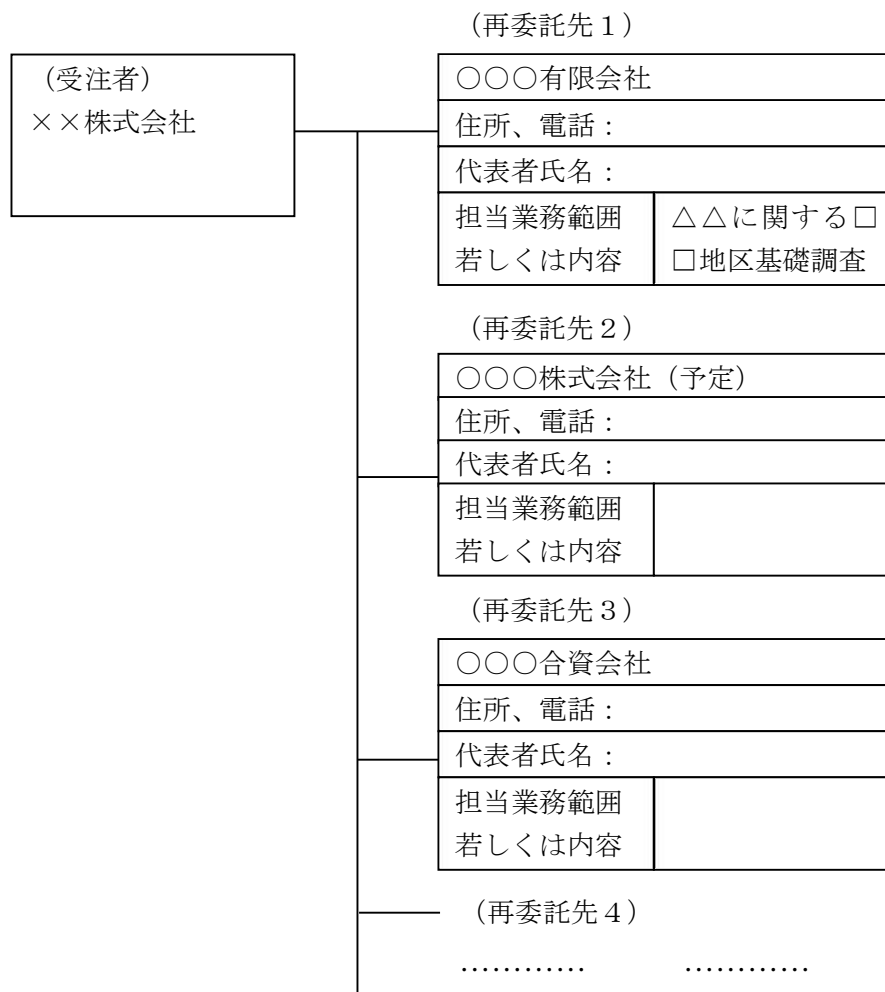 （再委託先１）
（受注者）
××株式会社
○○○有限会社
住所、電話：
代表者氏名：
担当業務範囲
若しくは内容
△△に関する□
□地区基礎調査
（再委託先２）
○○○株式会社（予定）
住所、電話：
代表者氏名：
担当業務範囲
若しくは内容
（再委託先３）
○○○合資会社
住所、電話：
代表者氏名：
担当業務範囲
若しくは内容
（再委託先４）
………… …………